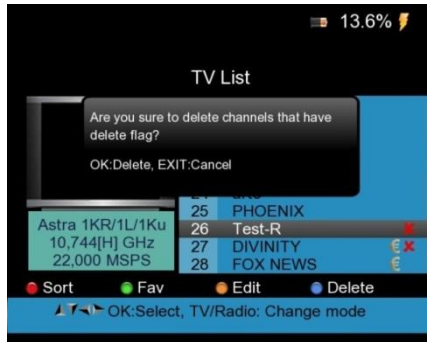 13.6%
TV List
Are you sure to delete channels that have
delete flag?
OK:Delete, EXIT:Cancel
25 PHOENIX
Astra 1KR/1L/1Ku
10,744[H] GHz
22,000 MSPS
26 Test-R
27 DIVINITY €
28 FOX NEWS €
Sort Fav Edit Delete
OK:Select, TV/Radio: Change mode